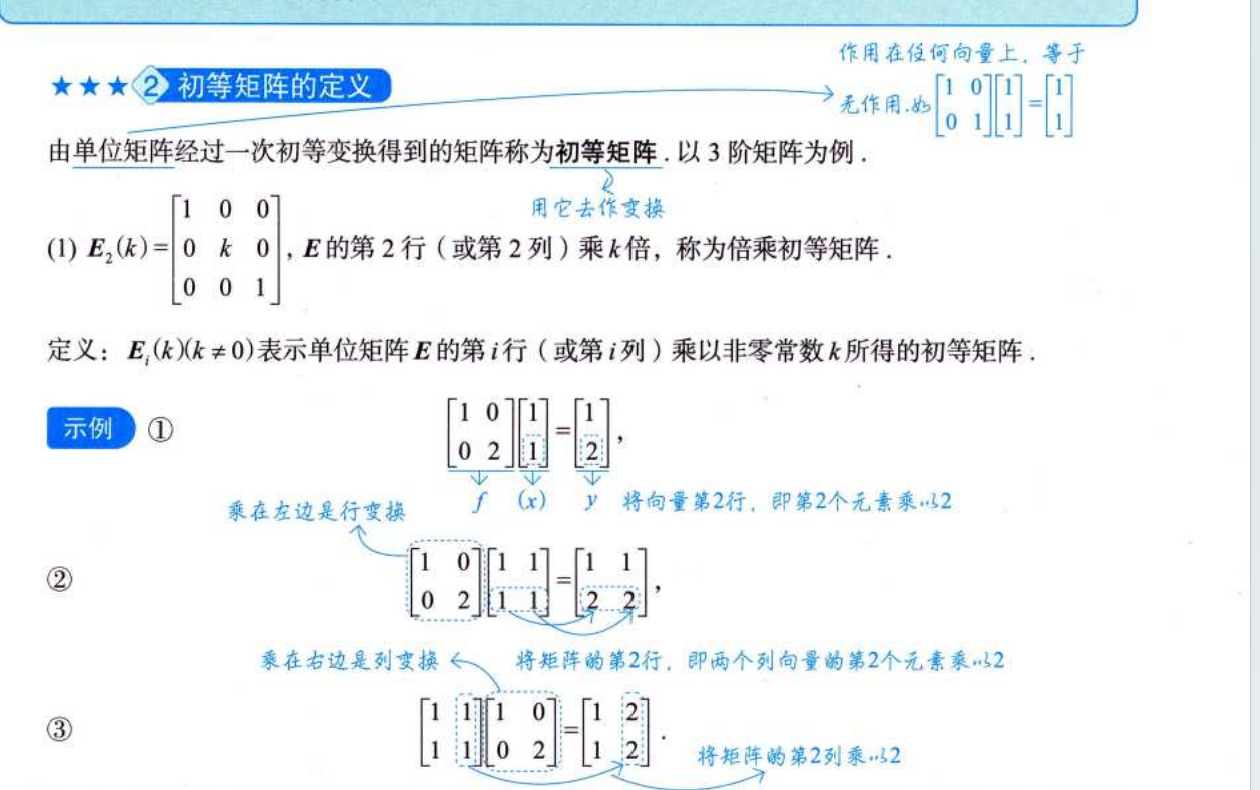 ★★★ 2 初等矩阵的定义
作用在任何向量上，等于
无作用.如[1 0; 0 1][1; 1]=[1; 1]
由单位矩阵经过一次初等变换得到的矩阵称为初等矩阵.以3阶矩阵为例.
用它去作变换
(1) E₂(k)=[1 0 0; 0 k 0; 0 0 1]，E的第2行（或第2列）乘k倍，称为倍乘初等矩阵.
定义：Eᵢ(k)(k≠0)表示单位矩阵E的第i行（或第i列）乘以非零常数k所得的初等矩阵.
示例 ① [1 0; 0 2][1; 1]=[1; 2]，
f (x) y 将向量第2行，即第2个元素乘以2
乘在左边是行变换
② [1 0; 0 2][1 1; 1 1]=[1 1; 2 2]，
乘在右边是列变换 将矩阵的第2行，即两个列向量的第2个元素乘以2
③ [1 1; 1 1][1 0; 0 2]=[1 2; 1 2].
将矩阵的第2列乘以2